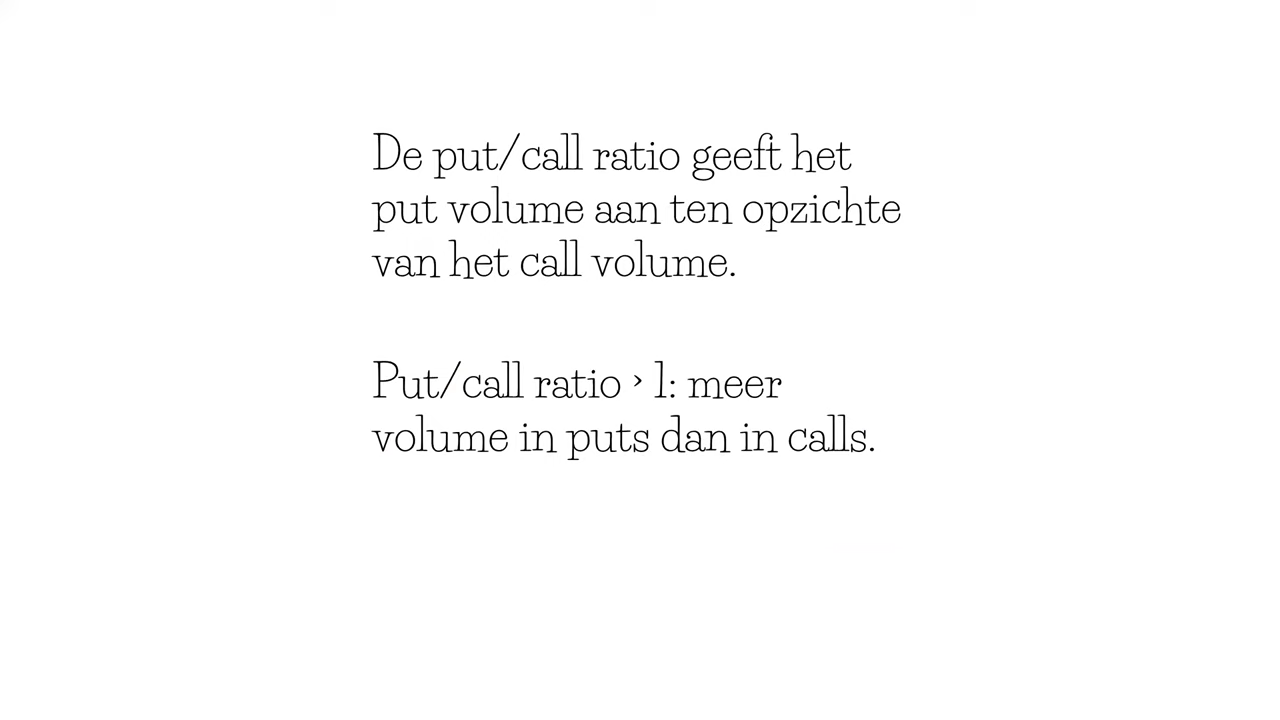 De put/call ratio geeft het
put volume aan ten opzichte
van het call volume.
Put/call ratio > 1: meer
volume in puts dan in calls.